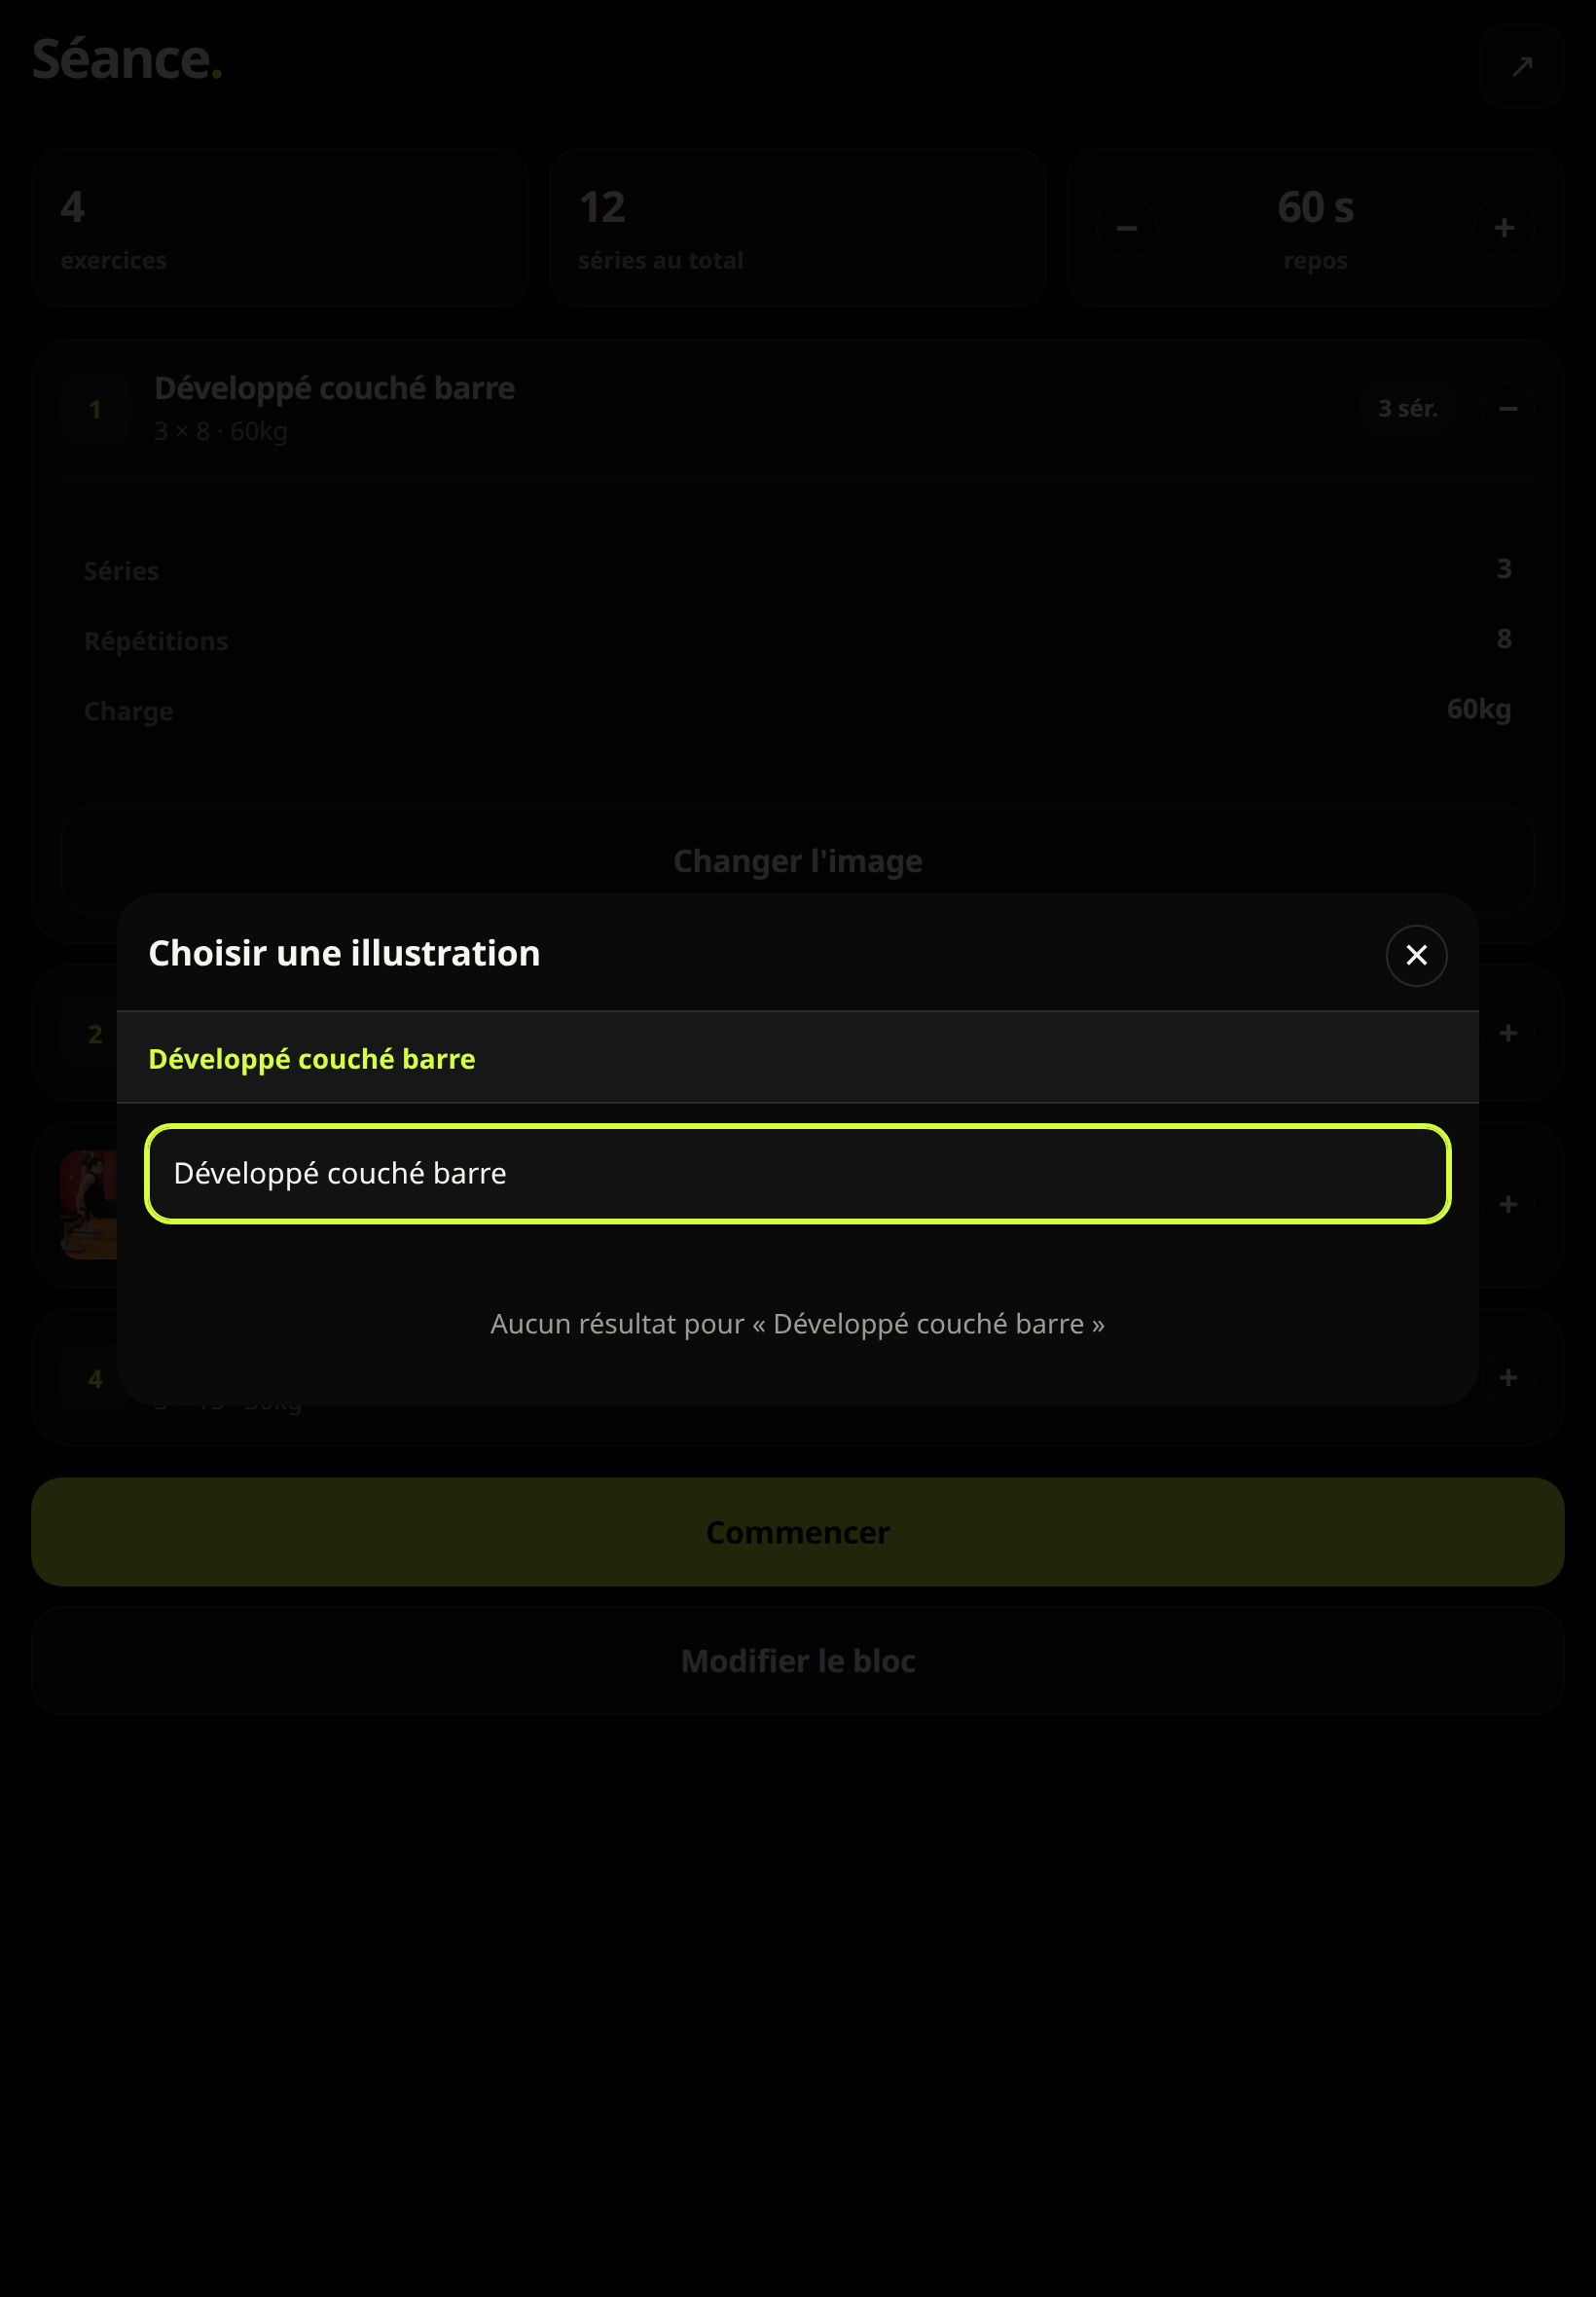 Séance.
↗
4
exercices
12
séries au total
−
60 s
repos
+
1
Développé couché barre
3 × 8 · 60kg
3 sér.
−
Séries
3
Répétitions
8
Charge
60kg
Changer l'image
Choisir une illustration
✕
Développé couché barre
Développé couché barre
Aucun résultat pour « Développé couché barre »
2
+
+
4
+
Commencer
Modifier le bloc